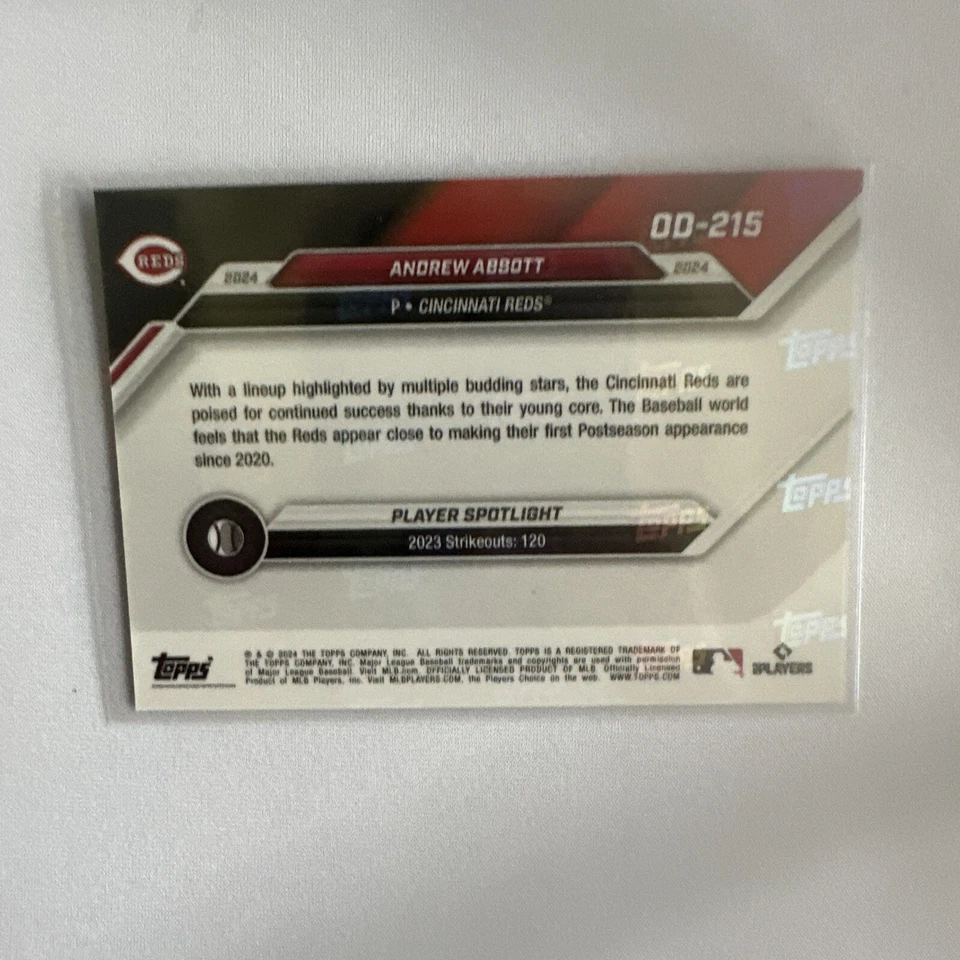 OD-215
REDS
2024 ANDREW ABBOTT 2024
P • CINCINNATI REDS®
With a lineup highlighted by multiple budding stars, the Cincinnati Reds are
poised for continued success thanks to their young core. The Baseball world
feels that the Reds appear close to making their first Postseason appearance
since 2020.
PLAYER SPOTLIGHT
2023 Strikeouts: 120
topps
topps
topps
topps
topps
® & © 2024 THE TOPPS COMPANY, INC. ALL RIGHTS RESERVED. TOPPS IS A REGISTERED TRADEMARK OF
THE TOPPS COMPANY, INC. Major League Baseball trademarks and copyrights are used with permission
of Major League Baseball. Visit MLB.com. OFFICIALLY LICENSED PRODUCT OF MLB. Officially Licensed
Product of MLB Players, Inc. Visit MLBPLAYERS.COM, the Players Choice on the web. WWW.TOPPS.COM
PLAYERS